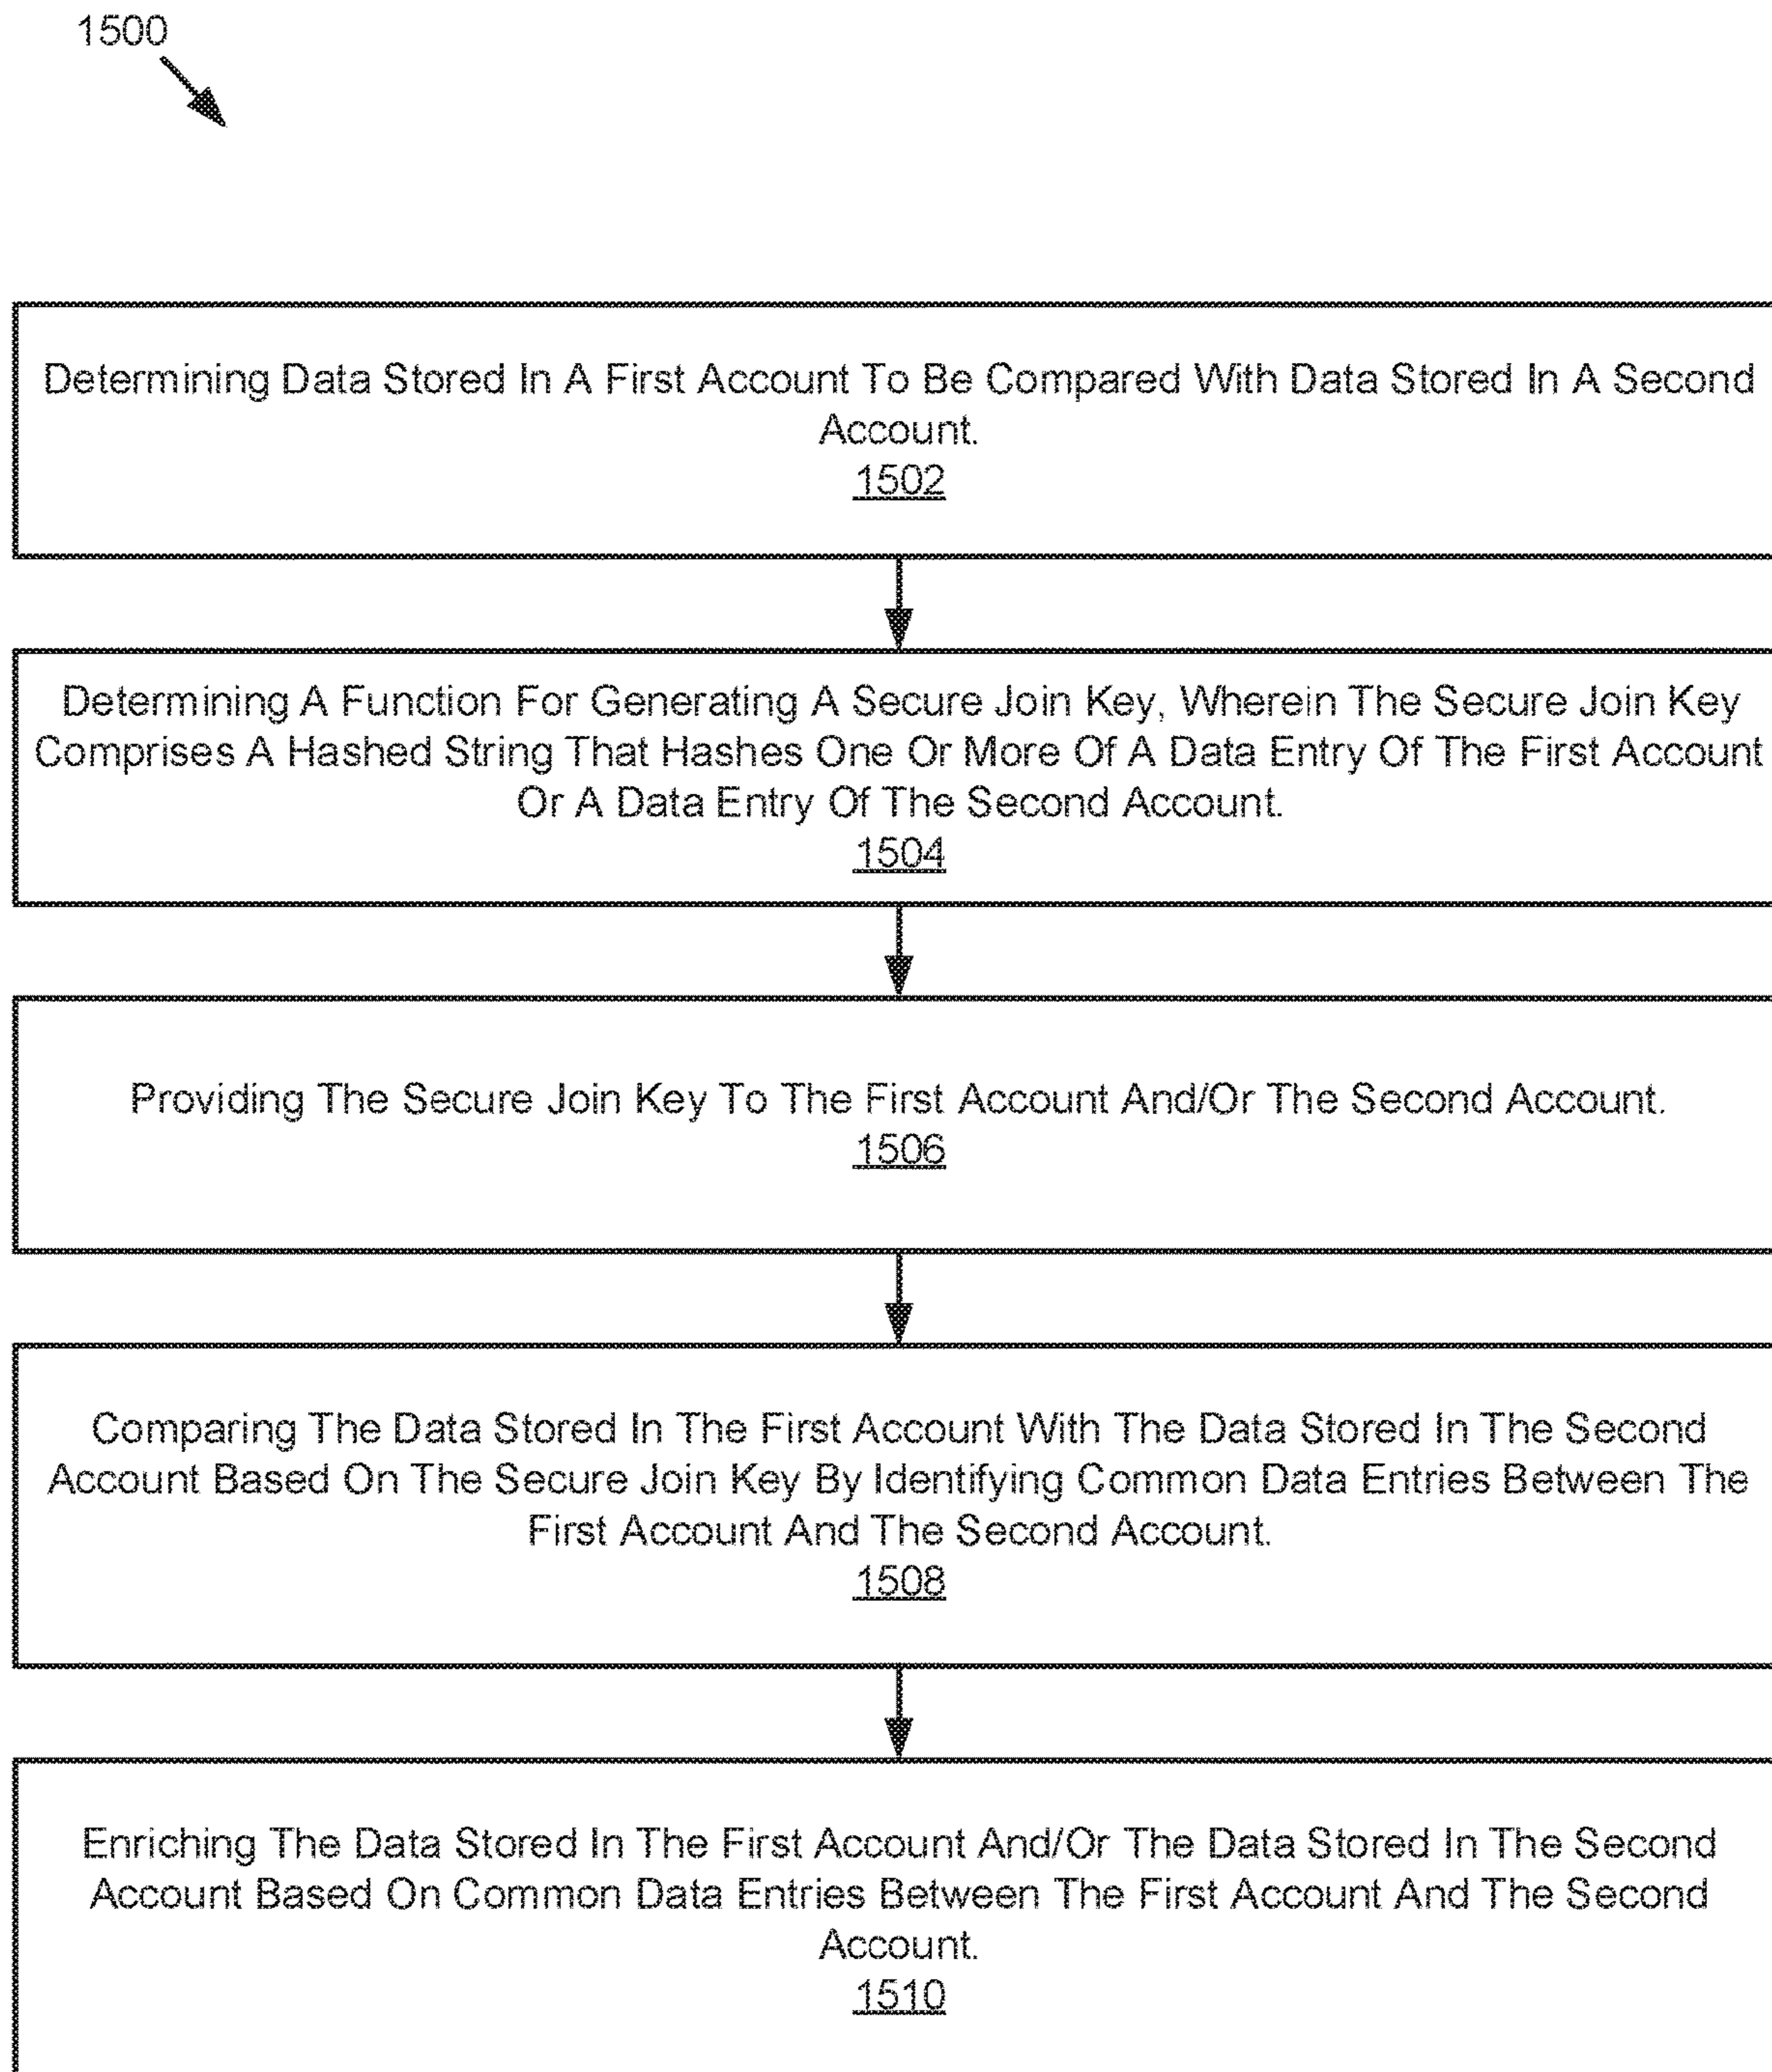 1500
Determining Data Stored In A First Account To Be Compared With Data Stored In A Second
Account.
1502
Determining A Function For Generating A Secure Join Key, Wherein The Secure Join Key
Comprises A Hashed String That Hashes One Or More Of A Data Entry Of The First Account
Or A Data Entry Of The Second Account.
1504
Providing The Secure Join Key To The First Account And/Or The Second Account.
1506
Comparing The Data Stored In The First Account With The Data Stored In The Second
Account Based On The Secure Join Key By Identifying Common Data Entries Between The
First Account And The Second Account.
1508
Enriching The Data Stored In The First Account And/Or The Data Stored In The Second
Account Based On Common Data Entries Between The First Account And The Second
Account.
1510